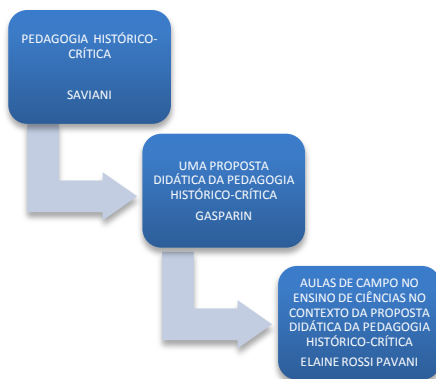 PEDAGOGIA HISTÓRICO-
CRÍTICA
SAVIANI
UMA PROPOSTA
DIDÁTICA DA PEDAGOGIA
HISTÓRICO-CRÍTICA
GASPARIN
AULAS DE CAMPO NO
ENSINO DE CIÊNCIAS NO
CONTEXTO DA PROPOSTA
DIDÁTICA DA PEDAGOGIA
HISTÓRICO-CRÍTICA
ELAINE ROSSI PAVANI